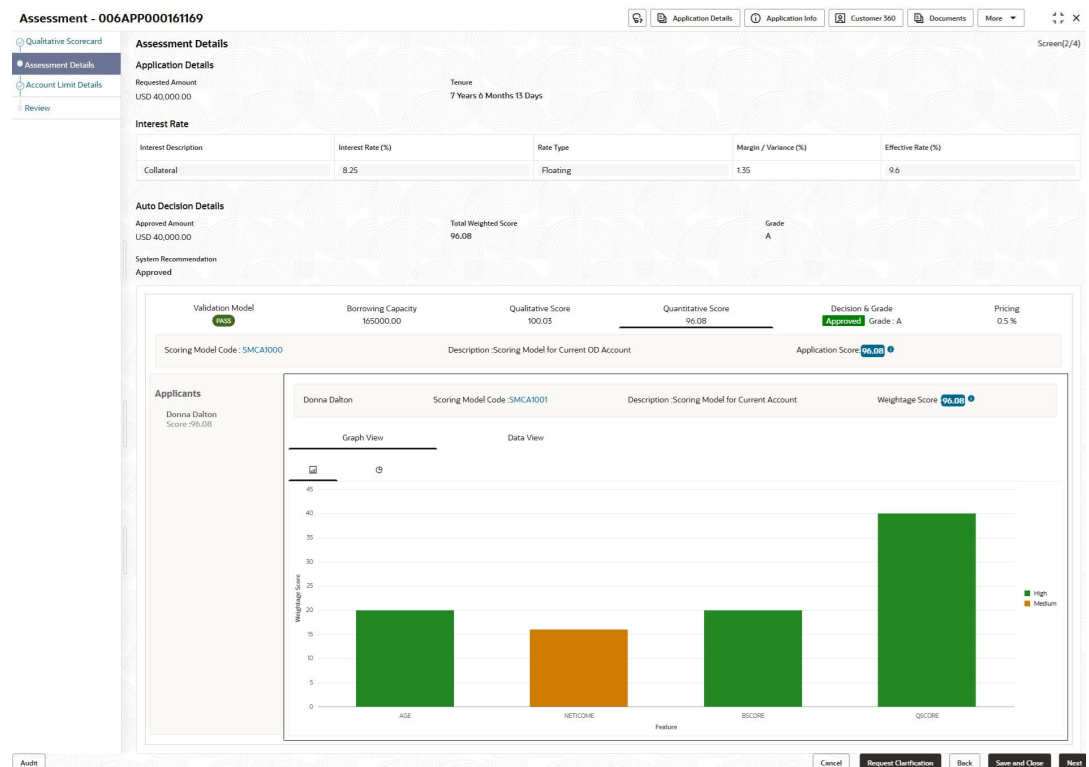 Assessment - 006APP000161169
Application Details
Application Info
Customer 360
Documents
More
Qualitative Scorecard
Assessment Details
Account Limit Details
Review
Assessment Details
Screen(2/4)
Application Details
Requested Amount Tenure
USD 40,000.00 7 Years 6 Months 13 Days
Interest Rate
Interest Description Interest Rate (%) Rate Type Margin / Variance (%) Effective Rate (%)
Collateral 8.25 Floating 1.35 9.6
Auto Decision Details
Approved Amount Total Weighted Score Grade
USD 40,000.00 96.08 A
System Recommendation
Approved
Validation Model Borrowing Capacity Qualitative Score Quantitative Score Decision & Grade Pricing
PASS 165000.00 100.03 96.08 Approved Grade : A 0.5 %
Scoring Model Code : SMCA1000 Description :Scoring Model for Current OD Account Application Score 96.08
Applicants
Donna Dalton
Score :96.08
Donna Dalton Scoring Model Code :SMCA1001 Description :Scoring Model for Current Account Weightage Score :96.08
Graph View Data View
45
40
35
30
25
20
15
10
5
0
Weightage Score
AGE NETICOME BSCORE QSCORE
Feature
High
Medium
Audit Cancel Request Clarification Back Save and Close Next